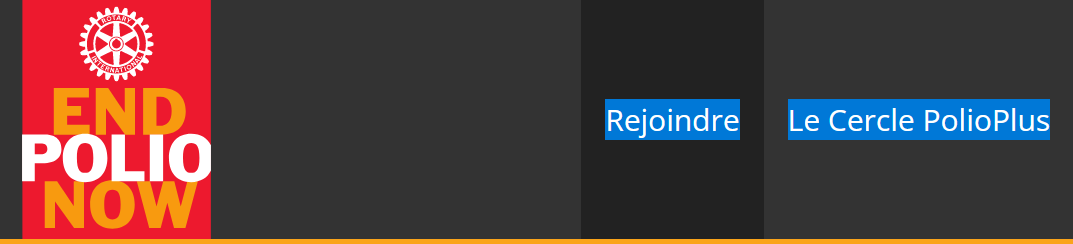 ROTARY
INTERNATIONAL
END
POLIO
NOW
Rejoindre
Le Cercle PolioPlus